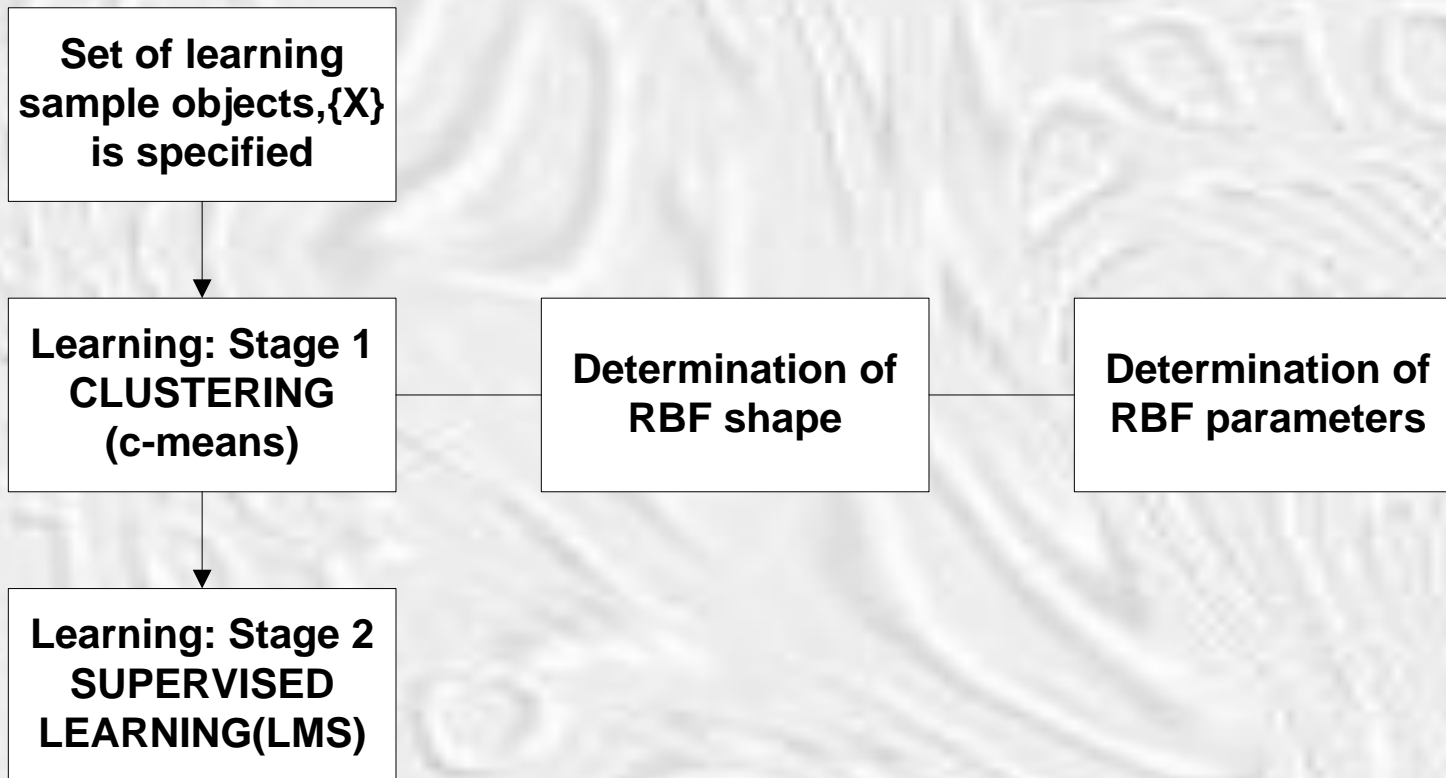 Set of learning
sample objects,{X}
is specified
Learning: Stage 1
CLUSTERING
(c-means)
Determination of
RBF shape
Determination of
RBF parameters
Learning: Stage 2
SUPERVISED
LEARNING(LMS)